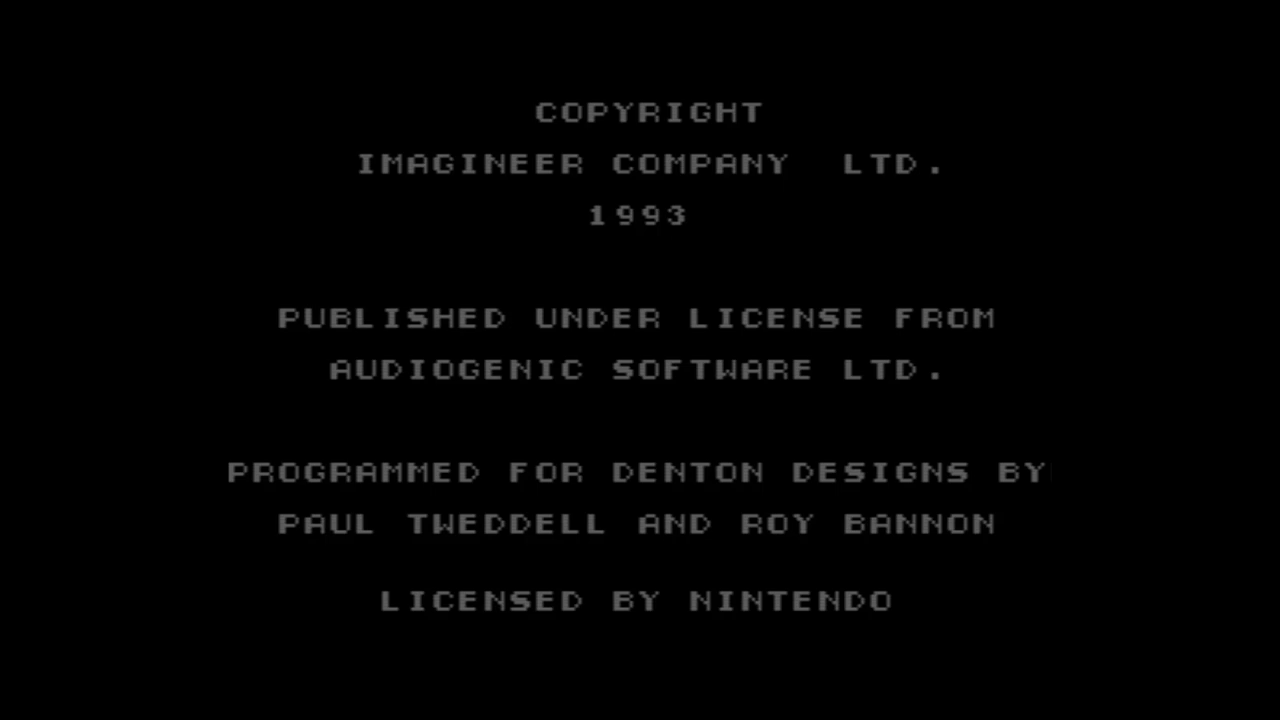 COPYRIGHT
IMAGINEER COMPANY LTD.
1993
PUBLISHED UNDER LICENSE FROM
AUDIOGENIC SOFTWARE LTD.
PROGRAMMED FOR DENTON DESIGNS BY
PAUL TWEDDELL AND ROY BANNON
LICENSED BY NINTENDO